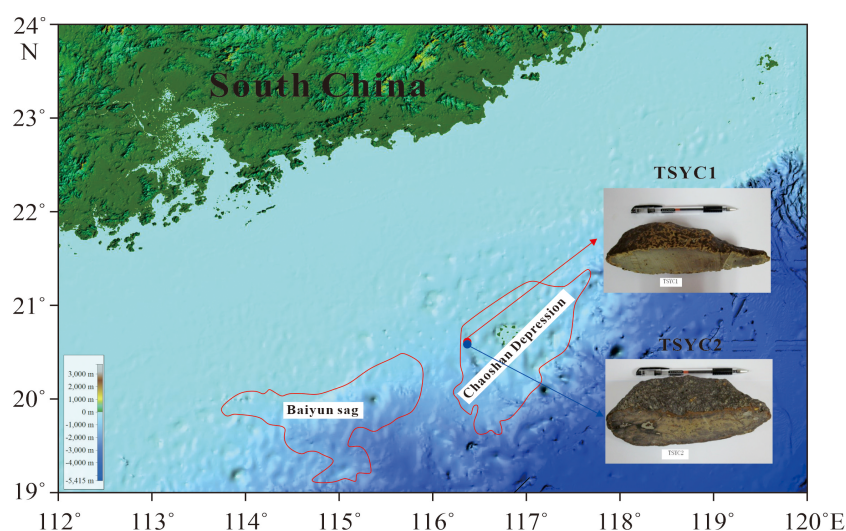 24°
N
South China
23°
22°
TSYC1
TSYC1
21°
Chaoshan Depression
TSYC2
3,000 m
2,000 m
1,000 m
0 m
-1,000 m
-2,000 m
-3,000 m
-4,000 m
-5,415 m
20°
Baiyun sag
TSYC2
19°
112° 113° 114° 115° 116° 117° 118° 119° 120°E